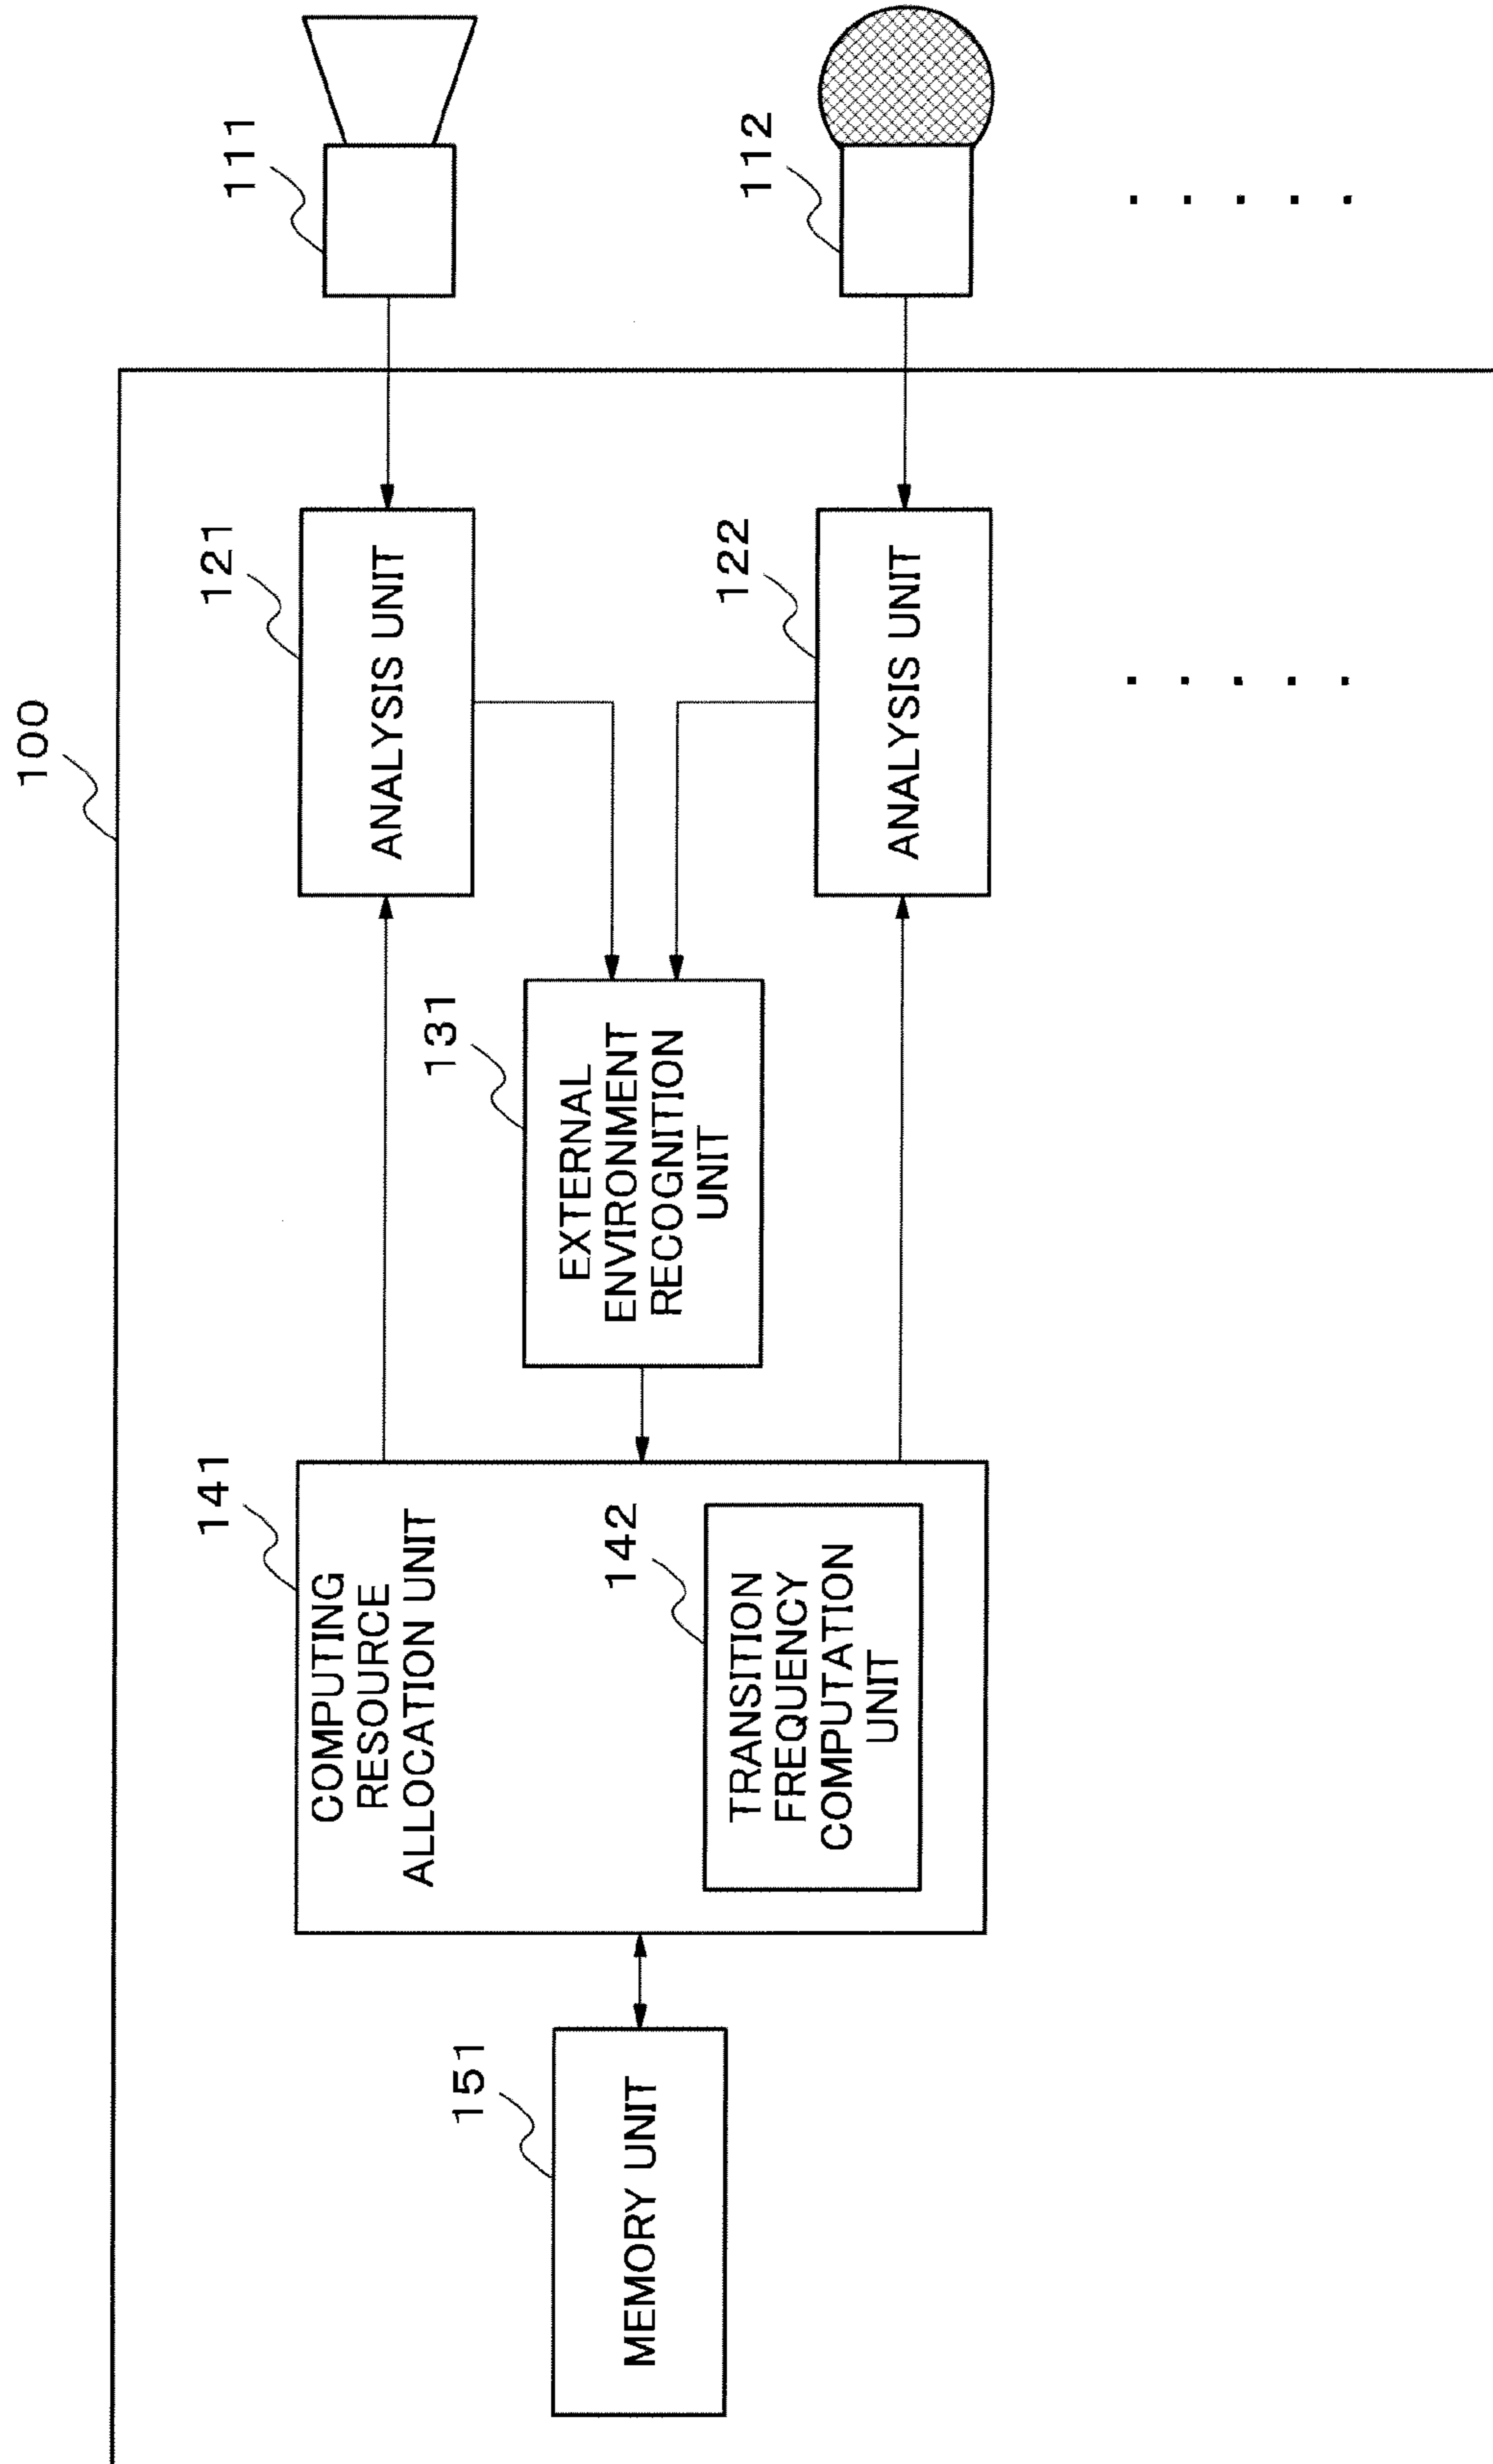 100
141
COMPUTING
RESOURCE
ALLOCATION UNIT
121
ANALYSIS UNIT
111
151
MEMORY UNIT
131
EXTERNAL
ENVIRONMENT
RECOGNITION
UNIT
142
TRANSITION
FREQUENCY
COMPUTATION
UNIT
122
ANALYSIS UNIT
112